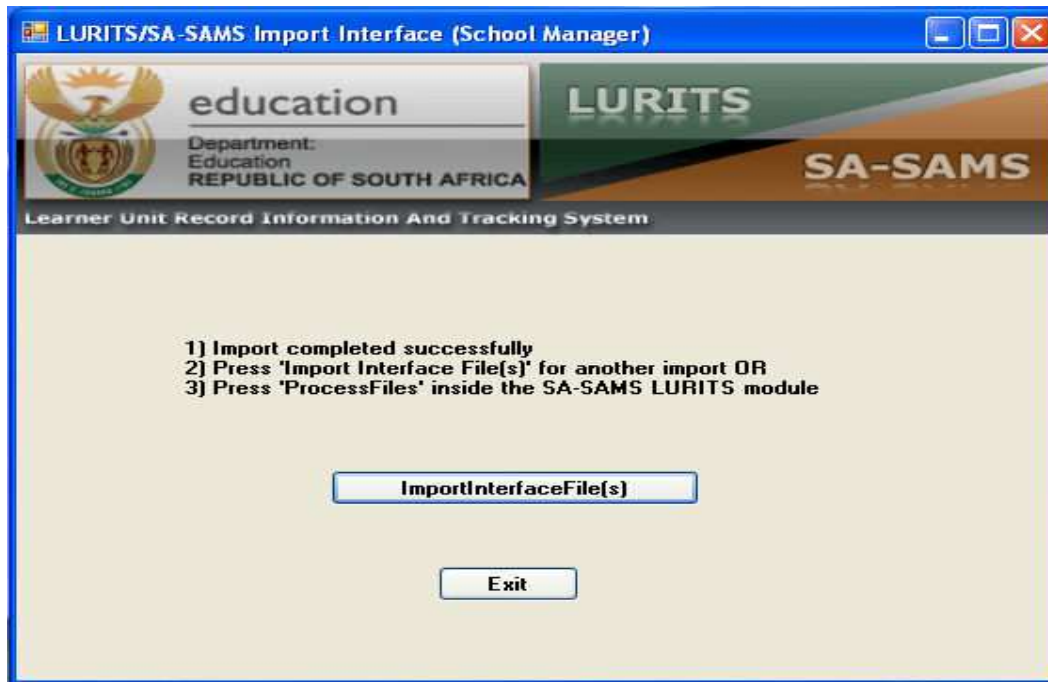 LURITS/SA-SAMS Import Interface (School Manager)
education
Department:
Education
REPUBLIC OF SOUTH AFRICA
LURITS
SA-SAMS
Learner Unit Record Information And Tracking System
1) Import completed successfully
2) Press 'Import Interface File(s)' for another import OR
3) Press 'ProcessFiles' inside the SA-SAMS LURITS module
ImportInterfaceFile(s)
Exit